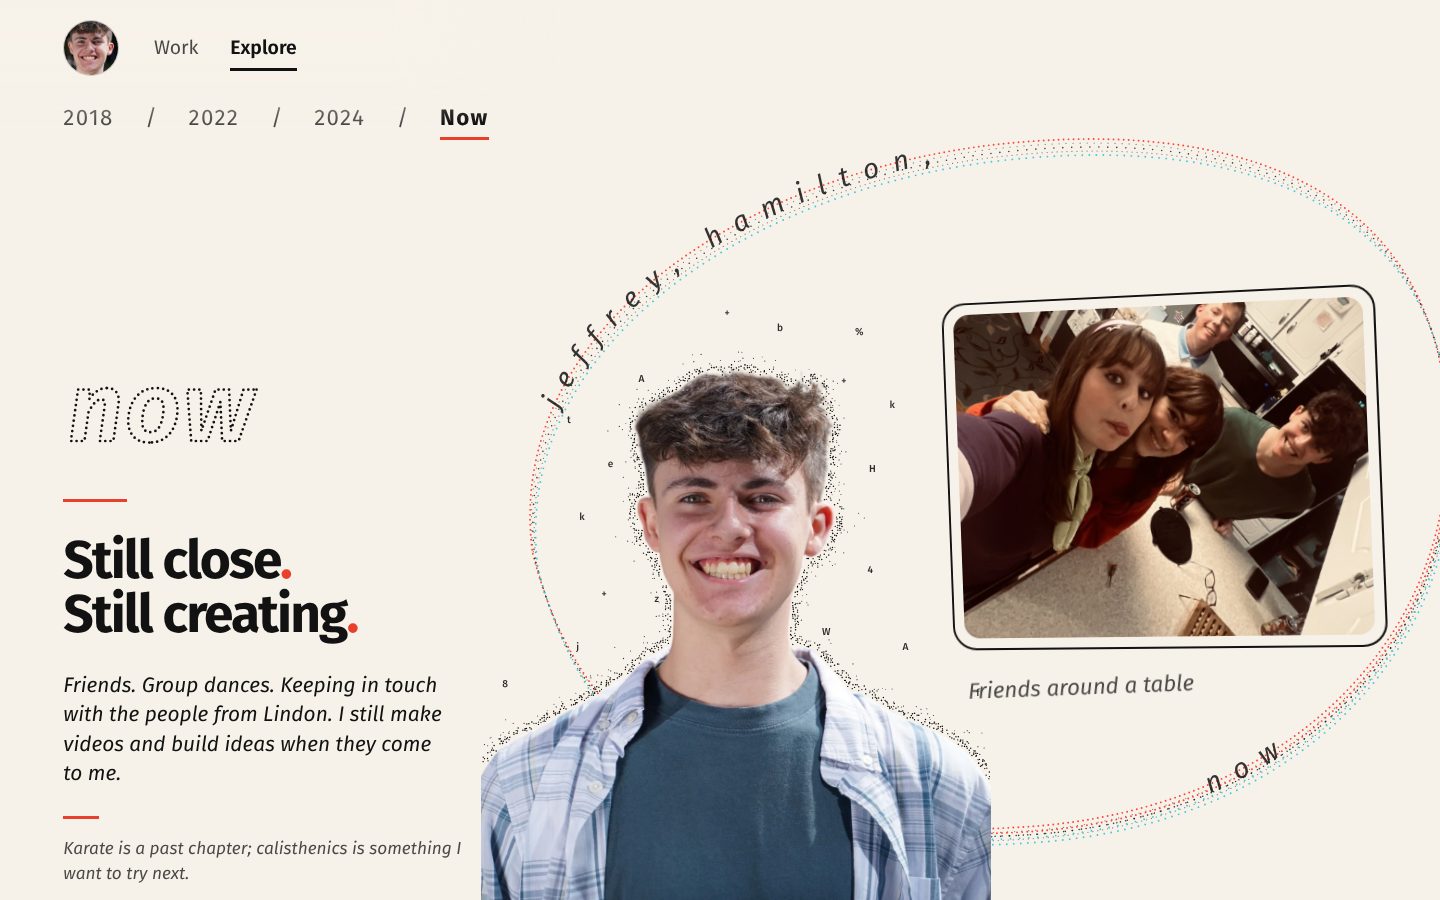 Work
Explore
2018 / 2022 / 2024 / Now
jeffrey, hamilton,
now
Still close.
Still creating.
Friends. Group dances. Keeping in touch
with the people from Lindon. I still make
videos and build ideas when they come
to me.
Karate is a past chapter; calisthenics is something I
want to try next.
+
b
%
A
+
k
t
e
H
k
4
+
z
W
j
A
8
Friends around a table
now